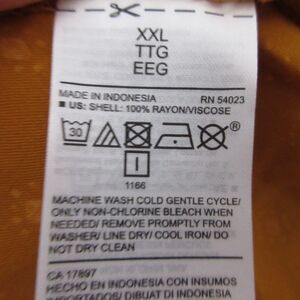 XXL
TTG
EEG
MADE IN INDONESIA RN 54023
■ US: SHELL: 100% RAYON/VISCOSE
30
®
1166
MACHINE WASH COLD GENTLE CYCLE/
ONLY NON-CHLORINE BLEACH WHEN
NEEDED/ REMOVE PROMPTLY FROM
WASHER/ LINE DRY/ COOL IRON/ DO
NOT DRY CLEAN
CA 17897
HECHO EN INDONESIA CON INSUMOS
IMPORTADOS/ DIBUAT DI INDONESIA